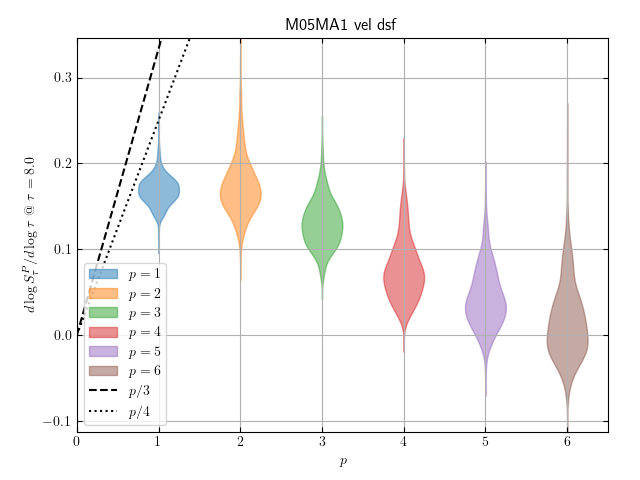 M05MA1 vel dsf
d log S_τ^p / d log τ @ τ = 8.0
0.3
0.2
0.1
0.0
−0.1
p = 1
p = 2
p = 3
p = 4
p = 5
p = 6
p/3
p/4
0 1 2 3 4 5 6
p